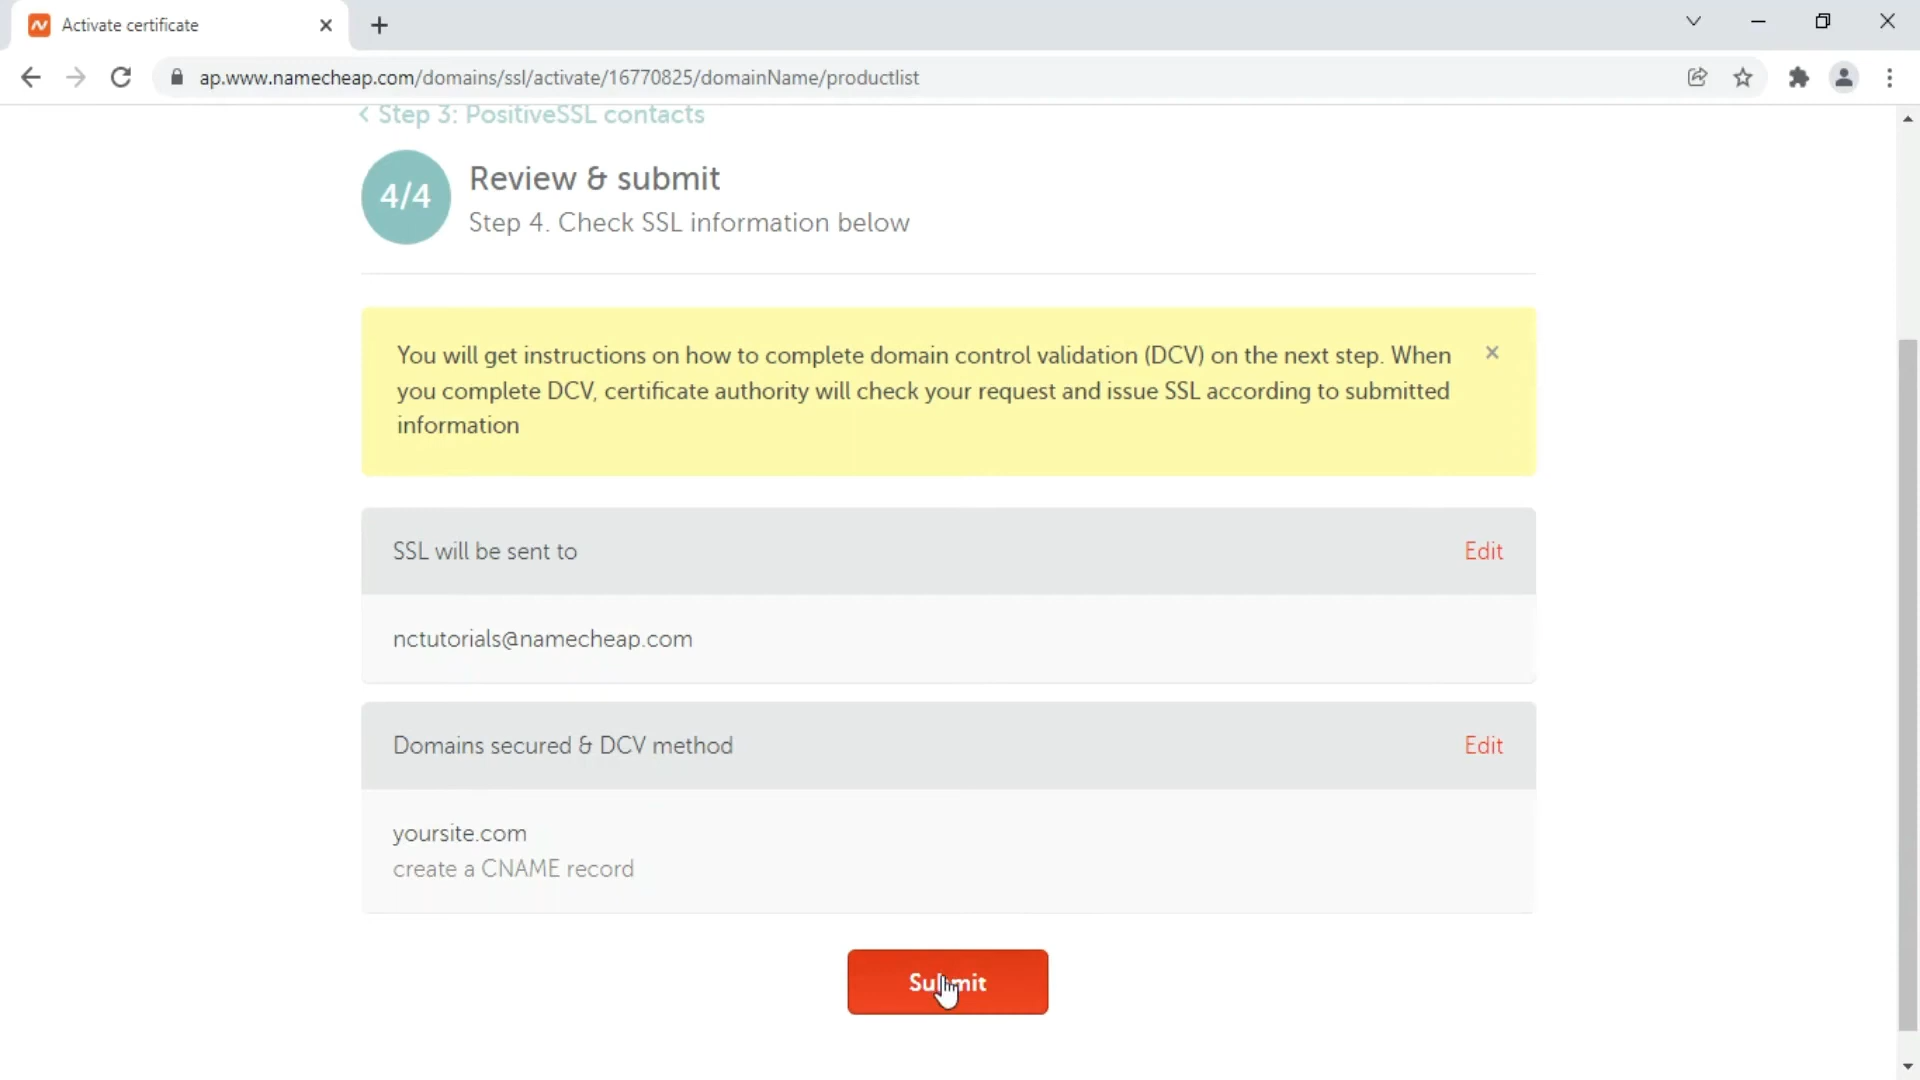 Activate certificate
ap.www.namecheap.com/domains/ssl/activate/16770825/domainName/productlist
< Step 3: PositiveSSL contacts
4/4
Review & submit
Step 4. Check SSL information below
You will get instructions on how to complete domain control validation (DCV) on the next step. When
you complete DCV, certificate authority will check your request and issue SSL according to submitted
information
SSL will be sent to
Edit
nctutorials@namecheap.com
Domains secured & DCV method
Edit
yoursite.com
create a CNAME record
Submit